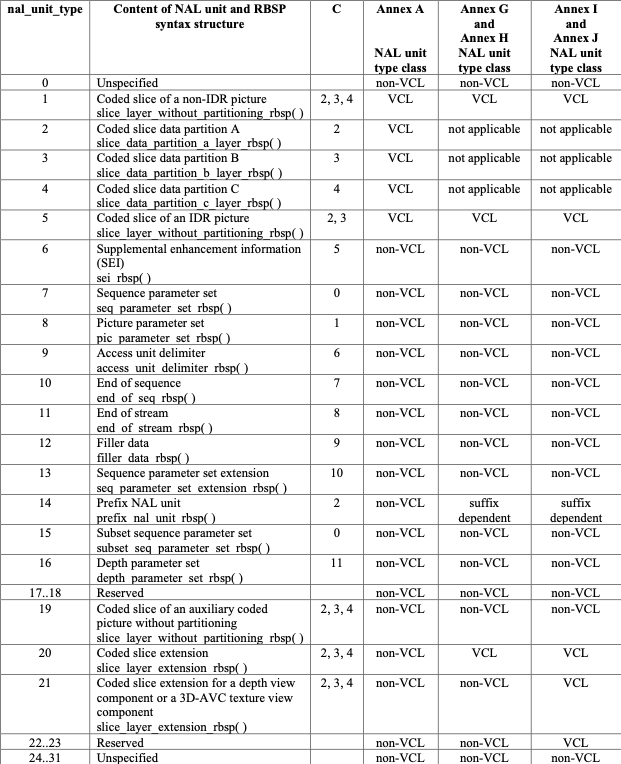 nal_unit_type Content of NAL unit and RBSP syntax structure C Annex A NAL unit type class Annex G and Annex H NAL unit type class Annex I and Annex J NAL unit type class
0 Unspecified non-VCL non-VCL non-VCL
1 Coded slice of a non-IDR picture 2, 3, 4 VCL VCL VCL
slice_layer_without_partitioning_rbsp( )
2 Coded slice data partition A 2 VCL not applicable not applicable
slice_data_partition_a_layer_rbsp( )
3 Coded slice data partition B 3 VCL not applicable not applicable
slice_data_partition_b_layer_rbsp( )
4 Coded slice data partition C 4 VCL not applicable not applicable
slice_data_partition_c_layer_rbsp( )
5 Coded slice of an IDR picture 2, 3 VCL VCL VCL
slice_layer_without_partitioning_rbsp( )
6 Supplemental enhancement information 5 non-VCL non-VCL non-VCL
(SEI)
sei_rbsp( )
7 Sequence parameter set 0 non-VCL non-VCL non-VCL
seq_parameter_set_rbsp( )
8 Picture parameter set 1 non-VCL non-VCL non-VCL
pic_parameter_set_rbsp( )
9 Access unit delimiter 6 non-VCL non-VCL non-VCL
access_unit_delimiter_rbsp( )
10 End of sequence 7 non-VCL non-VCL non-VCL
end_of_seq_rbsp( )
11 End of stream 8 non-VCL non-VCL non-VCL
end_of_stream_rbsp( )
12 Filler data 9 non-VCL non-VCL non-VCL
filler_data_rbsp( )
13 Sequence parameter set extension 10 non-VCL non-VCL non-VCL
seq_parameter_set_extension_rbsp( )
14 Prefix NAL unit 2 non-VCL suffix suffix
prefix_nal_unit_rbsp( ) dependent dependent
15 Subset sequence parameter set 0 non-VCL non-VCL non-VCL
subset_seq_parameter_set_rbsp( )
16 Depth parameter set 11 non-VCL non-VCL non-VCL
depth_parameter_set_rbsp( )
17..18 Reserved non-VCL non-VCL non-VCL
19 Coded slice of an auxiliary coded 2, 3, 4 non-VCL non-VCL non-VCL
picture without partitioning
slice_layer_without_partitioning_rbsp( )
20 Coded slice extension 2, 3, 4 non-VCL VCL VCL
slice_layer_extension_rbsp( )
21 Coded slice extension for a depth view 2, 3, 4 non-VCL non-VCL VCL
component or a 3D-AVC texture view
component
slice_layer_extension_rbsp( )
22..23 Reserved non-VCL non-VCL VCL
24..31 Unspecified non-VCL non-VCL non-VCL